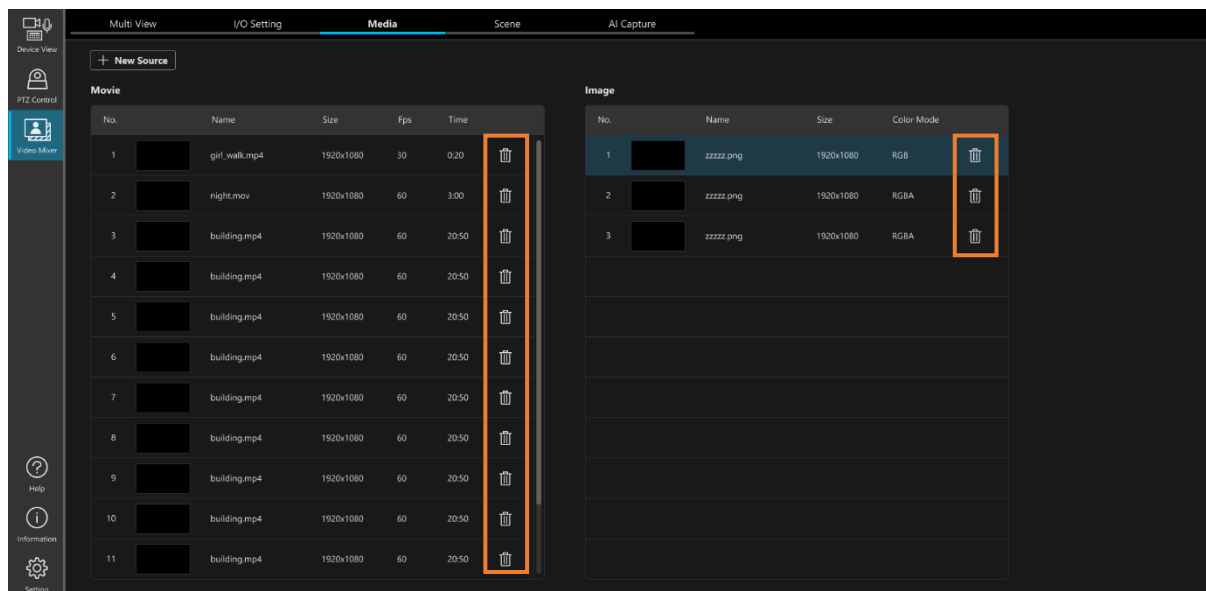 Multi View I/O Setting Media Scene AI Capture
Device View
PTZ Control
Video Mixer
Help
Information
Setting
+ New Source
Movie
No. Name Size Fps Time
1 girl_walk.mp4 1920x1080 30 0:20
2 night.mov 1920x1080 60 3:00
3 building.mp4 1920x1080 60 20:50
4 building.mp4 1920x1080 60 20:50
5 building.mp4 1920x1080 60 20:50
6 building.mp4 1920x1080 60 20:50
7 building.mp4 1920x1080 60 20:50
8 building.mp4 1920x1080 60 20:50
9 building.mp4 1920x1080 60 20:50
10 building.mp4 1920x1080 60 20:50
11 building.mp4 1920x1080 60 20:50
Image
No. Name Size Color Mode
1 zzzzz.png 1920x1080 RGB
2 zzzzz.png 1920x1080 RGBA
3 zzzzz.png 1920x1080 RGBA